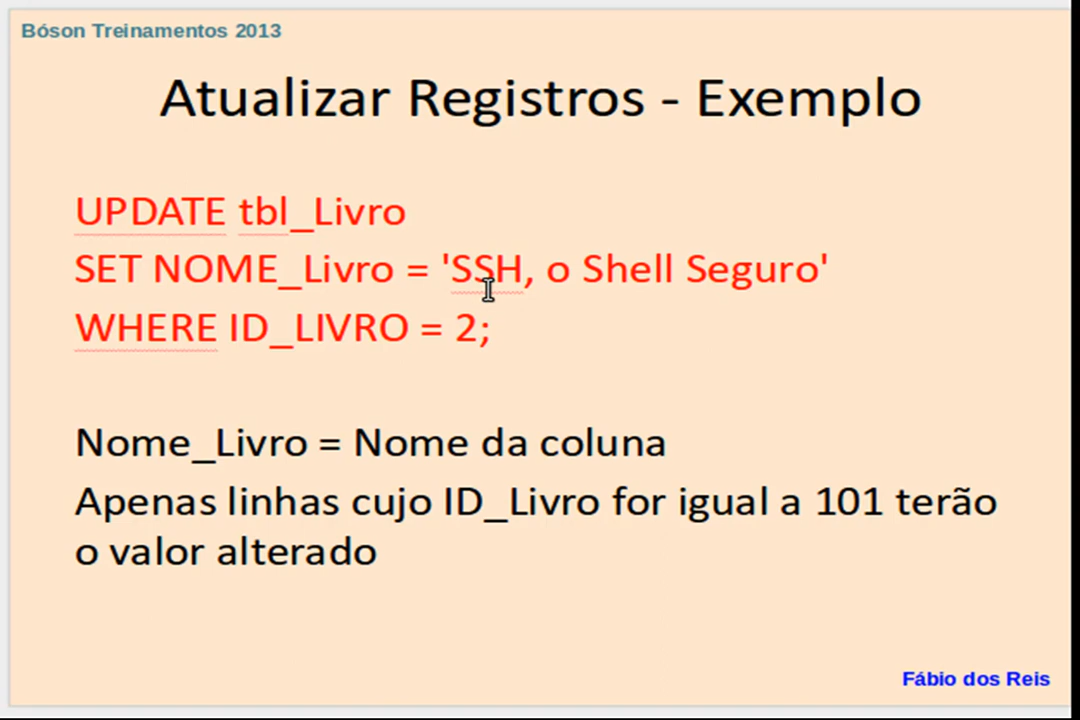 Bóson Treinamentos 2013
Atualizar Registros - Exemplo
UPDATE tbl_Livro
SET NOME_Livro = 'SSH, o Shell Seguro'
WHERE ID_LIVRO = 2;
Nome_Livro = Nome da coluna
Apenas linhas cujo ID_Livro for igual a 101 terão
o valor alterado
Fábio dos Reis